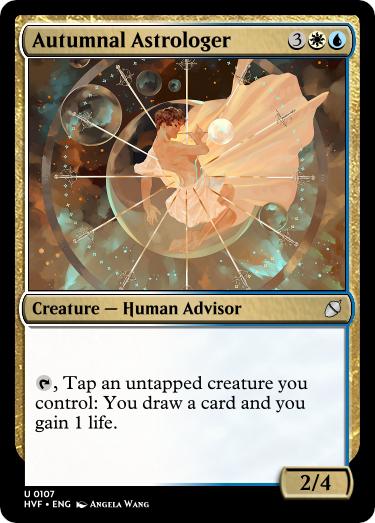 Autumnal Astrologer 3
Creature — Human Advisor
, Tap an untapped creature you
control: You draw a card and you
gain 1 life.
2/4
U 0107
HVF • ENG Angela Wang